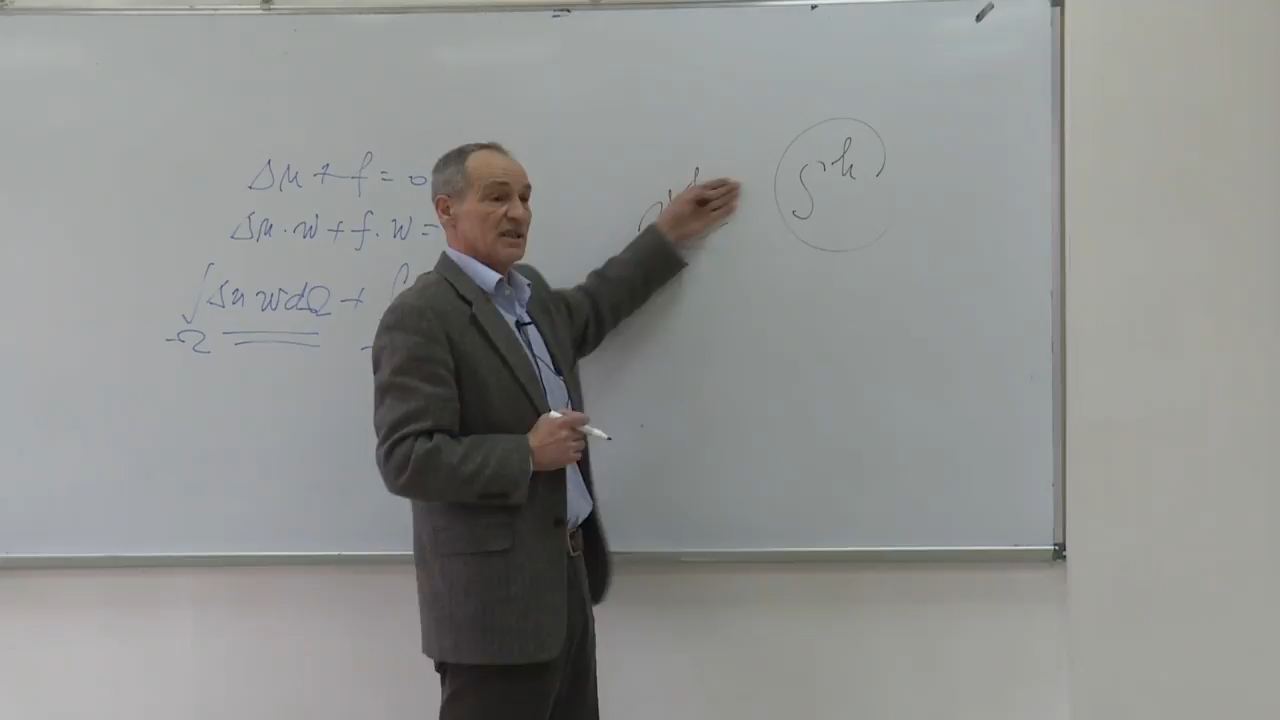 Δu + f = 0
Δu · w + f · w =
∫ Δu w dΩ + ∫
Ω
S^h